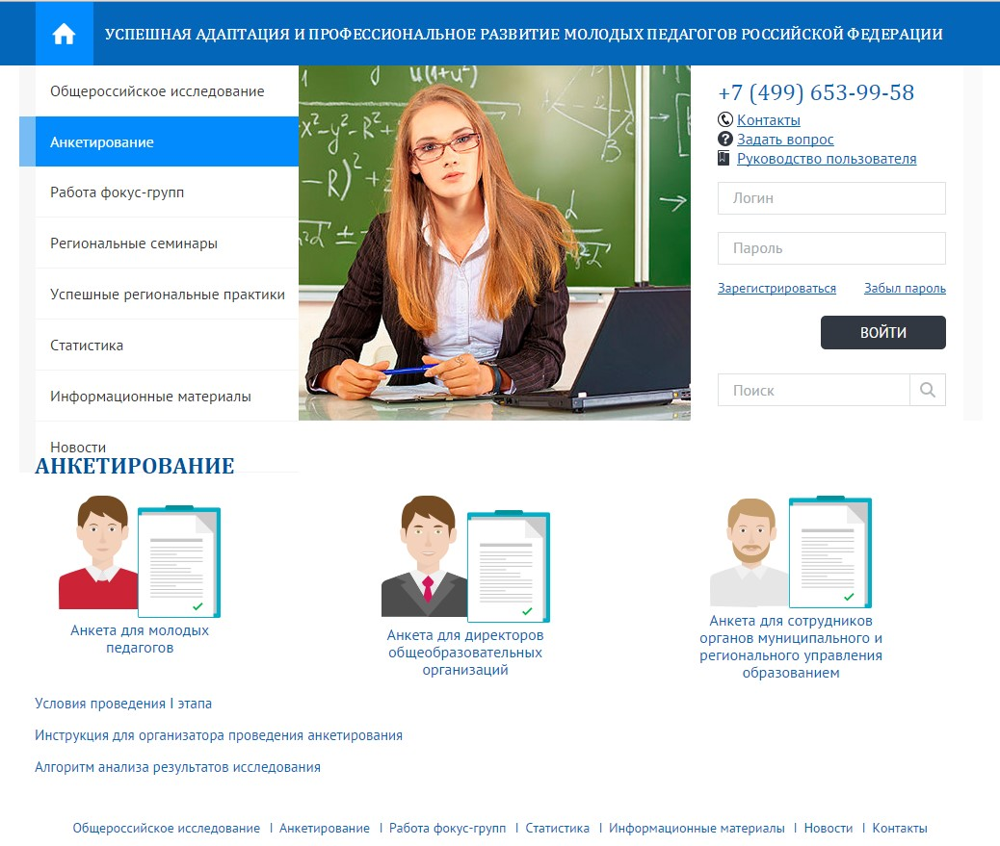 УСПЕШНАЯ АДАПТАЦИЯ И ПРОФЕССИОНАЛЬНОЕ РАЗВИТИЕ МОЛОДЫХ ПЕДАГОГОВ РОССИЙСКОЙ ФЕДЕРАЦИИ
Общероссийское исследование
Анкетирование
Работа фокус-групп
Региональные семинары
Успешные региональные практики
Статистика
Информационные материалы
Новости
+7 (499) 653-99-58
Контакты
Задать вопрос
Руководство пользователя
Логин
Пароль
Зарегистрироваться Забыл пароль
ВОЙТИ
Поиск
АНКЕТИРОВАНИЕ
Анкета для молодых
педагогов
Анкета для директоров
общеобразовательных
организаций
Анкета для сотрудников
органов муниципального и
регионального управления
образованием
Условия проведения I этапа
Инструкция для организатора проведения анкетирования
Алгоритм анализа результатов исследования
Общероссийское исследование | Анкетирование | Работа фокус-групп | Статистика | Информационные материалы | Новости | Контакты